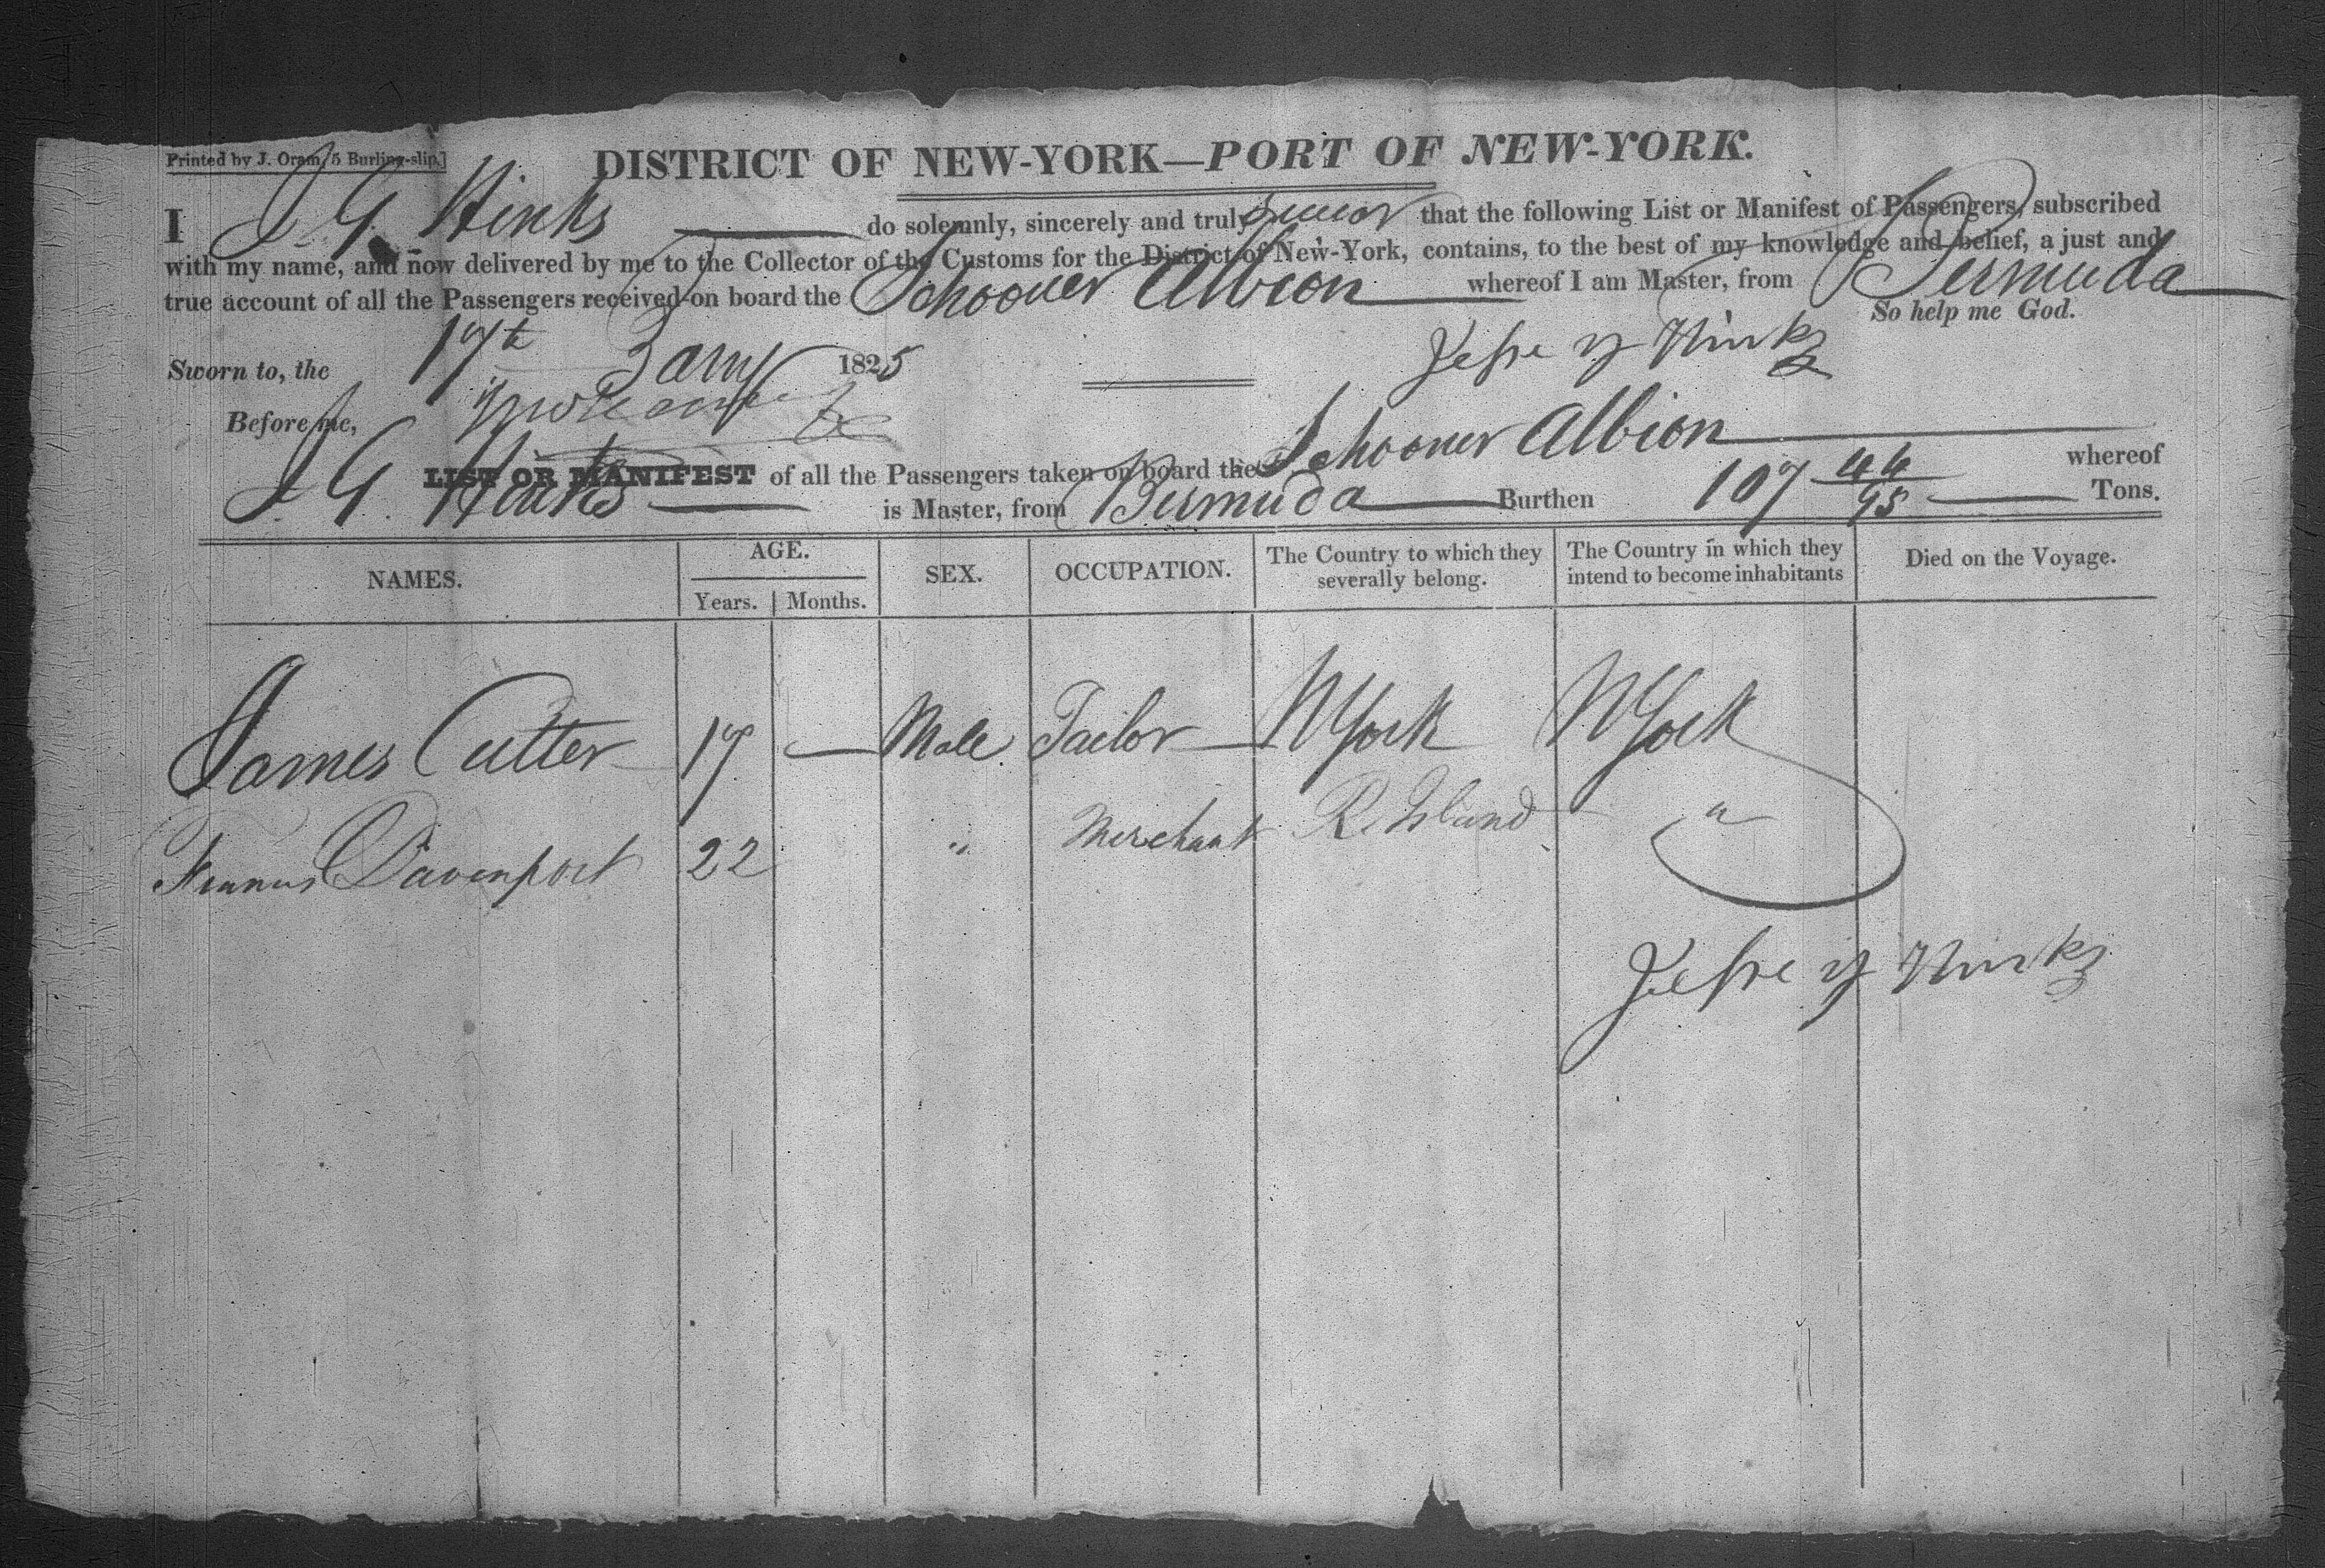 Printed by J. Oram, 5 Burling-slip.]
DISTRICT OF NEW-YORK—PORT OF NEW-YORK.
I J G Hinks do solemnly, sincerely and truly swear that the following List or Manifest of Passengers, subscribed
with my name, and now delivered by me to the Collector of the Customs for the District of New-York, contains, to the best of my knowledge and belief, a just and
true account of all the Passengers received on board the Schooner Albion whereof I am Master, from Bermuda
So help me God.
Sworn to, the 17th Jany 1825
Jesse G Hinks
Before me,
LIST OR MANIFEST of all the Passengers taken on board the Schooner Albion whereof
J G Hinks is Master, from Bermuda Burthen 107 44/95 Tons.
NAMES. AGE. Years. Months. SEX. OCCUPATION. The Country to which they severally belong. The Country in which they intend to become inhabitants Died on the Voyage.
James Cutter 17 — Male Tailor NYork NYork
Davenport 22 " Merchant R. Island "
Jesse G Hinks